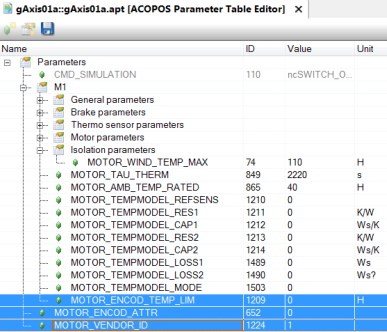 gAxis01a::gAxis01a.apt [ACOPOS Parameter Table Editor] X
Name ID Value Unit
Parameters
CMD_SIMULATION 110 ncSWITCH_O...
M1
General parameters
Brake parameters
Thermo sensor parameters
Motor parameters
Isolation parameters
MOTOR_WIND_TEMP_MAX 74 110 H
MOTOR_TAU_THERM 849 2220 s
MOTOR_AMB_TEMP_RATED 865 40 H
MOTOR_TEMPMODEL_REFSENS 1210 0
MOTOR_TEMPMODEL_RES1 1211 0 K/W
MOTOR_TEMPMODEL_CAP1 1212 0 Ws/K
MOTOR_TEMPMODEL_RES2 1213 0 K/W
MOTOR_TEMPMODEL_CAP2 1214 0 Ws/K
MOTOR_TEMPMODEL_LOSS1 1489 0 Ws
MOTOR_TEMPMODEL_LOSS2 1490 0 Ws?
MOTOR_TEMPMODEL_MODE 1503 0
MOTOR_ENCOD_TEMP_LIM 1209 0 H
MOTOR_ENCOD_ATTR 652 0
MOTOR_VENDOR_ID 1224 1